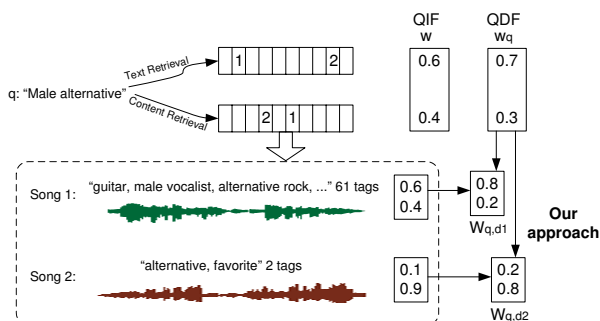 QIF QDF
w wq
1 2
0.6 0.7
Text Retrieval
q: "Male alternative"
Content Retrieval
2 1
0.4 0.3
Song 1: "guitar, male vocalist, alternative rock, ..." 61 tags
0.6
0.4
0.8
0.2
Wq,d1
Our
approach
Song 2: "alternative, favorite" 2 tags
0.1
0.9
0.2
0.8
Wq,d2